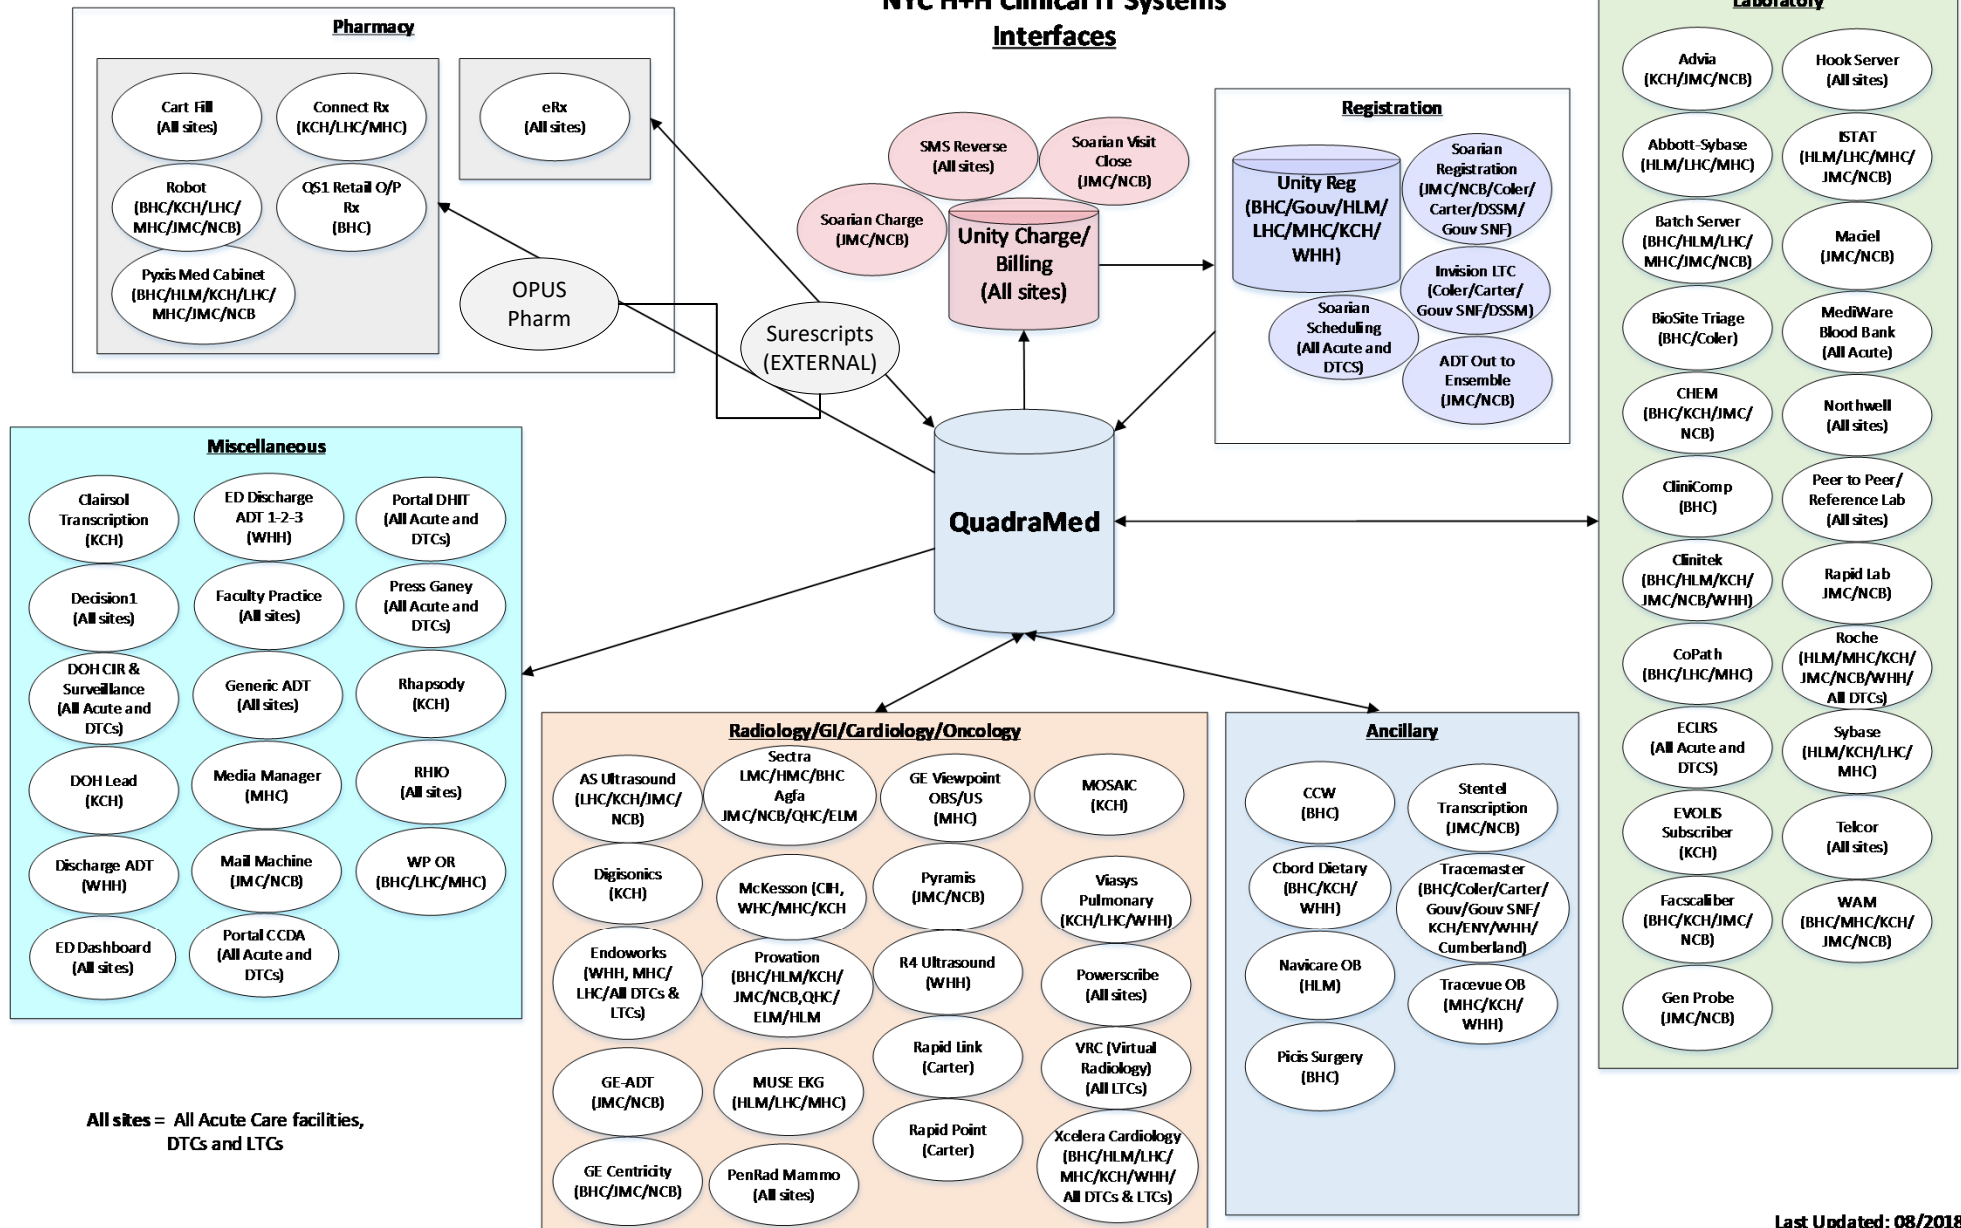 NYC H+H Clinical IT Systems
Interfaces
Pharmacy
Cart Fill
(All sites)
Connect Rx
(KCH/LHC/MHC)
Robot
(BHC/KCH/LHC/
MHC/JMC/NCB)
QS1 Retail O/P
Rx
(BHC)
Pyxis Med Cabinet
(BHC/HLM/KCH/LHC/
MHC/JMC/NCB
eRx
(All sites)
OPUS
Pharm
Surescripts
(EXTERNAL)
SMS Reverse
(All sites)
Soarian Visit
Close
(JMC/NCB)
Soarian Charge
(JMC/NCB)
Unity Charge/
Billing
(All sites)
Registration
Unity Reg
(BHC/Gouv/HLM/
LHC/MHC/KCH/
WHH)
Soarian
Registration
(JMC/NCB/Coler/
Carter/DSSM/
Gouv SNF)
Invision LTC
(Coler/Carter/
Gouv SNF/DSSM)
Soarian
Scheduling
(All Acute and
DTCS)
ADT Out to
Ensemble
(JMC/NCB)
QuadraMed
Laboratory
Advia
(KCH/JMC/NCB)
Hook Server
(All sites)
Abbott-Sybase
(HLM/LHC/MHC)
ISTAT
(HLM/LHC/MHC/
JMC/NCB)
Batch Server
(BHC/HLM/LHC/
MHC/JMC/NCB)
Maciel
(JMC/NCB)
BioSite Triage
(BHC/Coler)
MediWare
Blood Bank
(All Acute)
CHEM
(BHC/KCH/JMC/
NCB)
Northwell
(All sites)
CliniComp
(BHC)
Peer to Peer/
Reference Lab
(All sites)
Clinitek
(BHC/HLM/KCH/
JMC/NCB/WHH)
Rapid Lab
JMC/NCB)
CoPath
(BHC/LHC/MHC)
Roche
(HLM/MHC/KCH/
JMC/NCB/WHH/
All DTCs)
ECLRS
(All Acute and
DTCS)
Sybase
(HLM/KCH/LHC/
MHC)
EVOLIS
Subscriber
(KCH)
Telcor
(All sites)
Facscaliber
(BHC/KCH/JMC/
NCB)
WAM
(BHC/MHC/KCH/
JMC/NCB)
Gen Probe
(JMC/NCB)
Miscellaneous
Clairsol
Transcription
(KCH)
ED Discharge
ADT 1-2-3
(WHH)
Portal DHIT
(All Acute and
DTCs)
Decision1
(All sites)
Faculty Practice
(All sites)
Press Ganey
(All Acute and
DTCs)
DOH CIR &
Surveillance
(All Acute and
DTCs)
Generic ADT
(All sites)
Rhapsody
(KCH)
DOH Lead
(KCH)
Media Manager
(MHC)
RHIO
(All sites)
Discharge ADT
(WHH)
Mail Machine
(JMC/NCB)
WP OR
(BHC/LHC/MHC)
ED Dashboard
(All sites)
Portal CCDA
(All Acute and
DTCs)
Radiology/GI/Cardiology/Oncology
AS Ultrasound
(LHC/KCH/JMC/
NCB)
Sectra
LMC/HMC/BHC
Agfa
JMC/NCB/QHC/ELM
GE Viewpoint
OBS/US
(MHC)
MOSAIC
(KCH)
Digisonics
(KCH)
McKesson (CIH,
WHC/MHC/KCH
Pyramis
(JMC/NCB)
Viasys
Pulmonary
(KCH/LHC/WHH)
Endoworks
(WHH, MHC/
LHC/All DTCs &
LTCs)
Provation
(BHC/HLM/KCH/
JMC/NCB,QHC/
ELM/HLM
R4 Ultrasound
(WHH)
Powerscribe
(All sites)
GE-ADT
(JMC/NCB)
MUSE EKG
(HLM/LHC/MHC)
Rapid Link
(Carter)
VRC (Virtual
Radiology)
(All LTCs)
GE Centricity
(BHC/JMC/NCB)
PenRad Mammo
(All sites)
Rapid Point
(Carter)
Xcelera Cardiology
(BHC/HLM/LHC/
MHC/KCH/WHH/
All DTCs & LTCs)
Ancillary
CCW
(BHC)
Stentel
Transcription
(JMC/NCB)
Cbord Dietary
(BHC/KCH/
WHH)
Tracemaster
(BHC/Coler/Carter/
Gouv/Gouv SNF/
KCH/ENY/WHH/
Cumberland)
Navicare OB
(HLM)
Tracevue OB
(MHC/KCH/
WHH)
Picis Surgery
(BHC)
All sites = All Acute Care facilities,
DTCs and LTCs
Last Updated: 08/2018